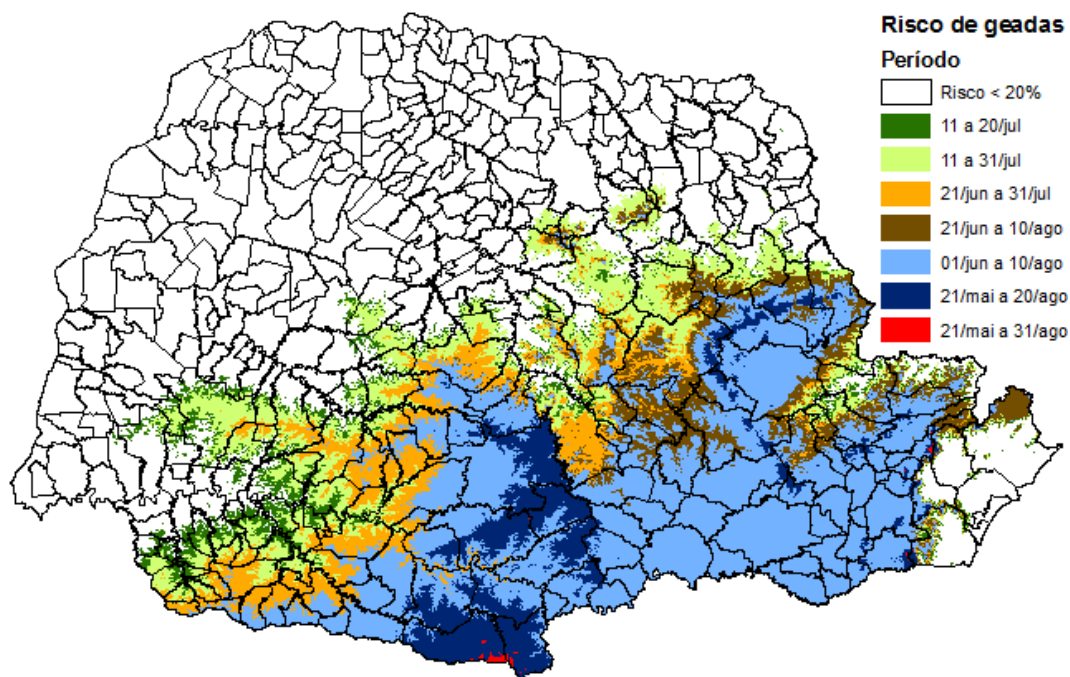 Risco de geadas
Período
Risco < 20%
11 a 20/jul
11 a 31/jul
21/jun a 31/jul
21/jun a 10/ago
01/jun a 10/ago
21/mai a 20/ago
21/mai a 31/ago